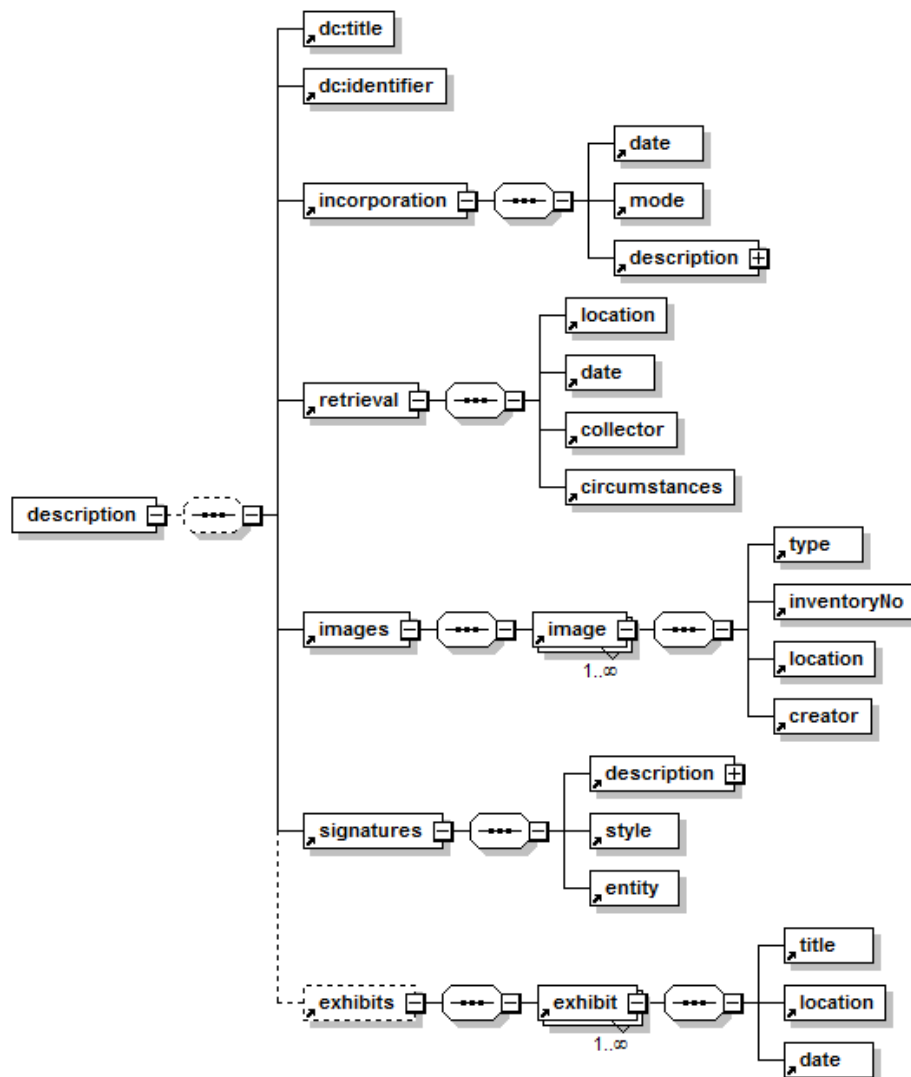 dc:title
dc:identifier
incorporation
date
mode
description
retrieval
location
date
collector
circumstances
description
images
image
1..∞
type
inventoryNo
location
creator
signatures
description
style
entity
exhibits
exhibit
1..∞
title
location
date